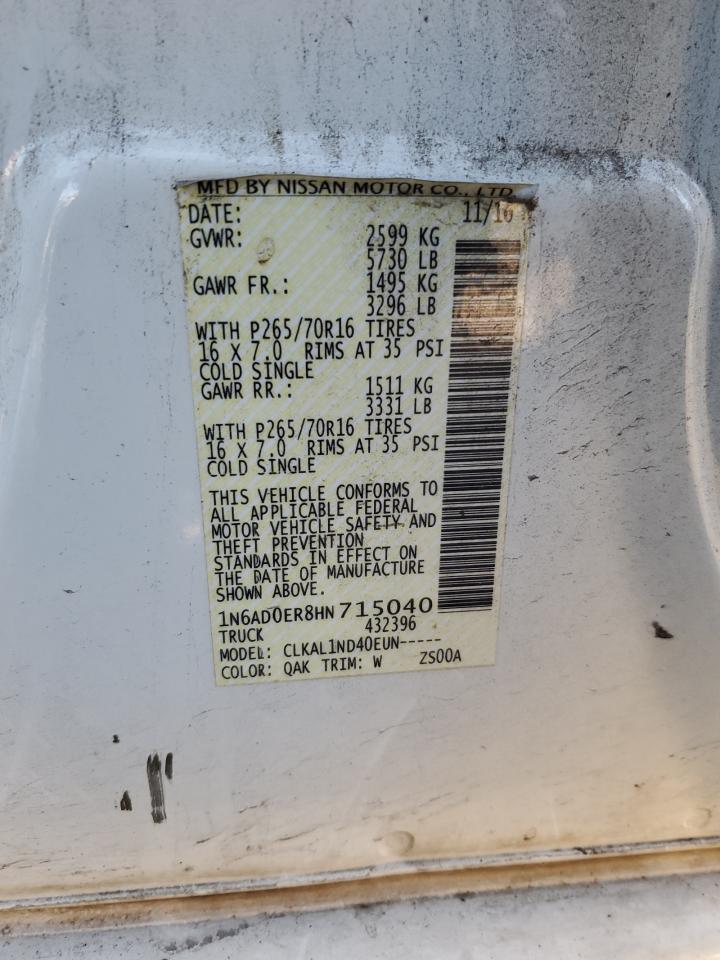 MFD BY NISSAN MOTOR CO., LTD.
DATE: 11/16
GVWR: 2599 KG
5730 LB
GAWR FR.: 1495 KG
3296 LB
WITH P265/70R16 TIRES
16 X 7.0 RIMS AT 35 PSI
COLD SINGLE
GAWR RR.: 1511 KG
3331 LB
WITH P265/70R16 TIRES
16 X 7.0 RIMS AT 35 PSI
COLD SINGLE
THIS VEHICLE CONFORMS TO
ALL APPLICABLE FEDERAL
MOTOR VEHICLE SAFETY AND
THEFT PREVENTION
STANDARDS IN EFFECT ON
THE DATE OF MANUFACTURE
SHOWN ABOVE.
1N6AD0ER8HN715040
TRUCK 432396
MODEL: CLKAL1ND40EUN-----
COLOR: QAK TRIM: W ZS00A